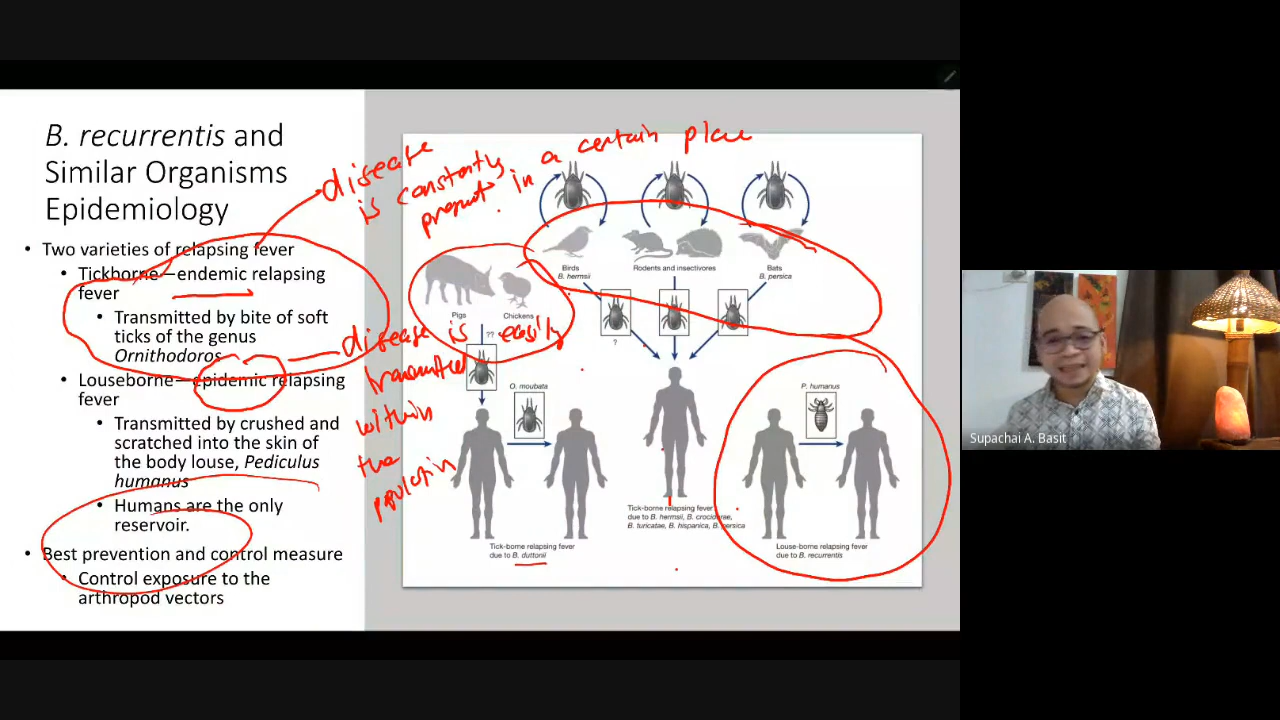 B. recurrentis and
Similar Organisms
Epidemiology
• Two varieties of relapsing fever
• Tickborne—endemic relapsing
fever
• Transmitted by bite of soft
ticks of the genus
Ornithodoros
• Louseborne—epidemic relapsing
fever
• Transmitted by crushed and
scratched into the skin of
the body louse, Pediculus
humanus
• Humans are the only
reservoir.
• Best prevention and control measure
• Control exposure to the
arthropod vectors
disease
is constantly
present in
a certain place
disease is easily
transmitted
within
the
population
Birds
B. hermsii
Rodents and insectivores
Bats
B. persica
Pigs
Chickens
??
?
O. moubata
P. humanus
Tick-borne relapsing fever
due to B. duttonii
Tick-borne relapsing fever
due to B. hermsii, B. crocidurae,
B. turicatae, B. hispanica, B. persica
Louse-borne relapsing fever
due to B. recurrentis
Supachai A. Basit